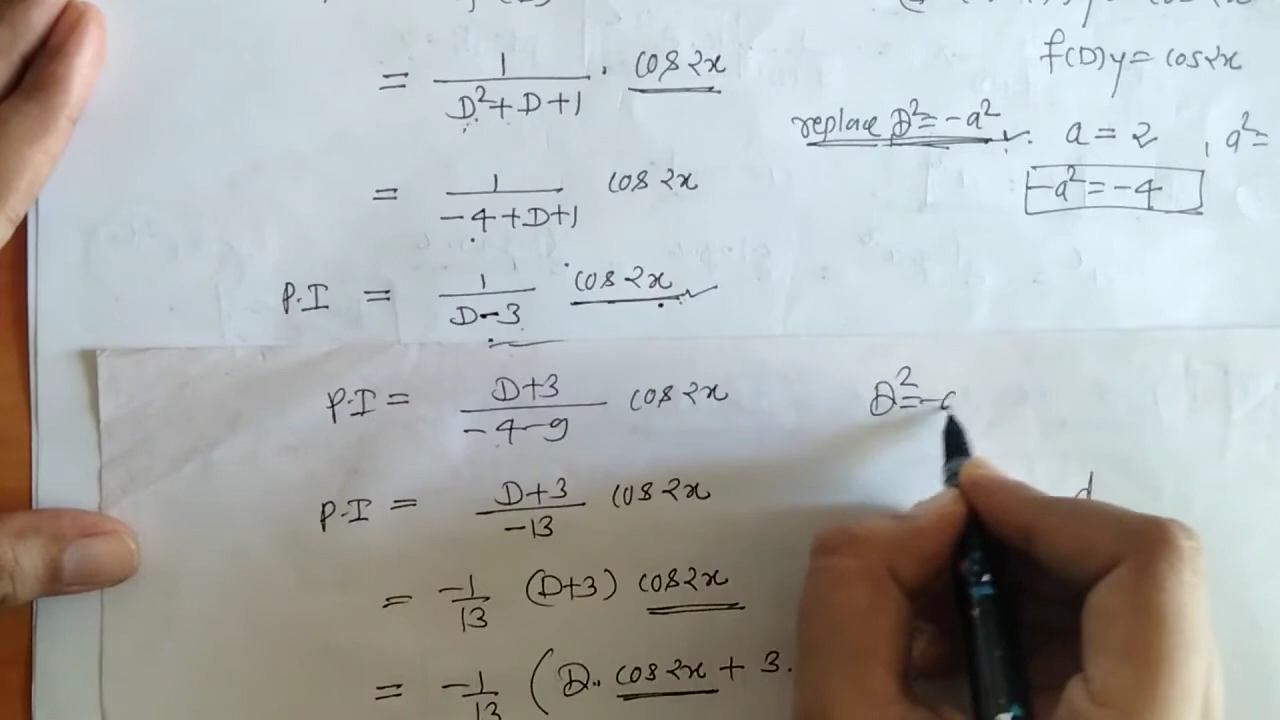 f(D)y = cos2x
= 1/(D²+D+1) · cos2x
replace D²=-a² a = 2 , a²=
-a² = -4
= 1/(-4+D+1) cos2x
P.I = 1/(D-3) cos2x
P.I = (D+3)/(-4-9) cos2x
D²=-
P.I = (D+3)/(-13) cos2x
d
= -1/13 (D+3) cos2x
= -1/13 (D. cos2x + 3.